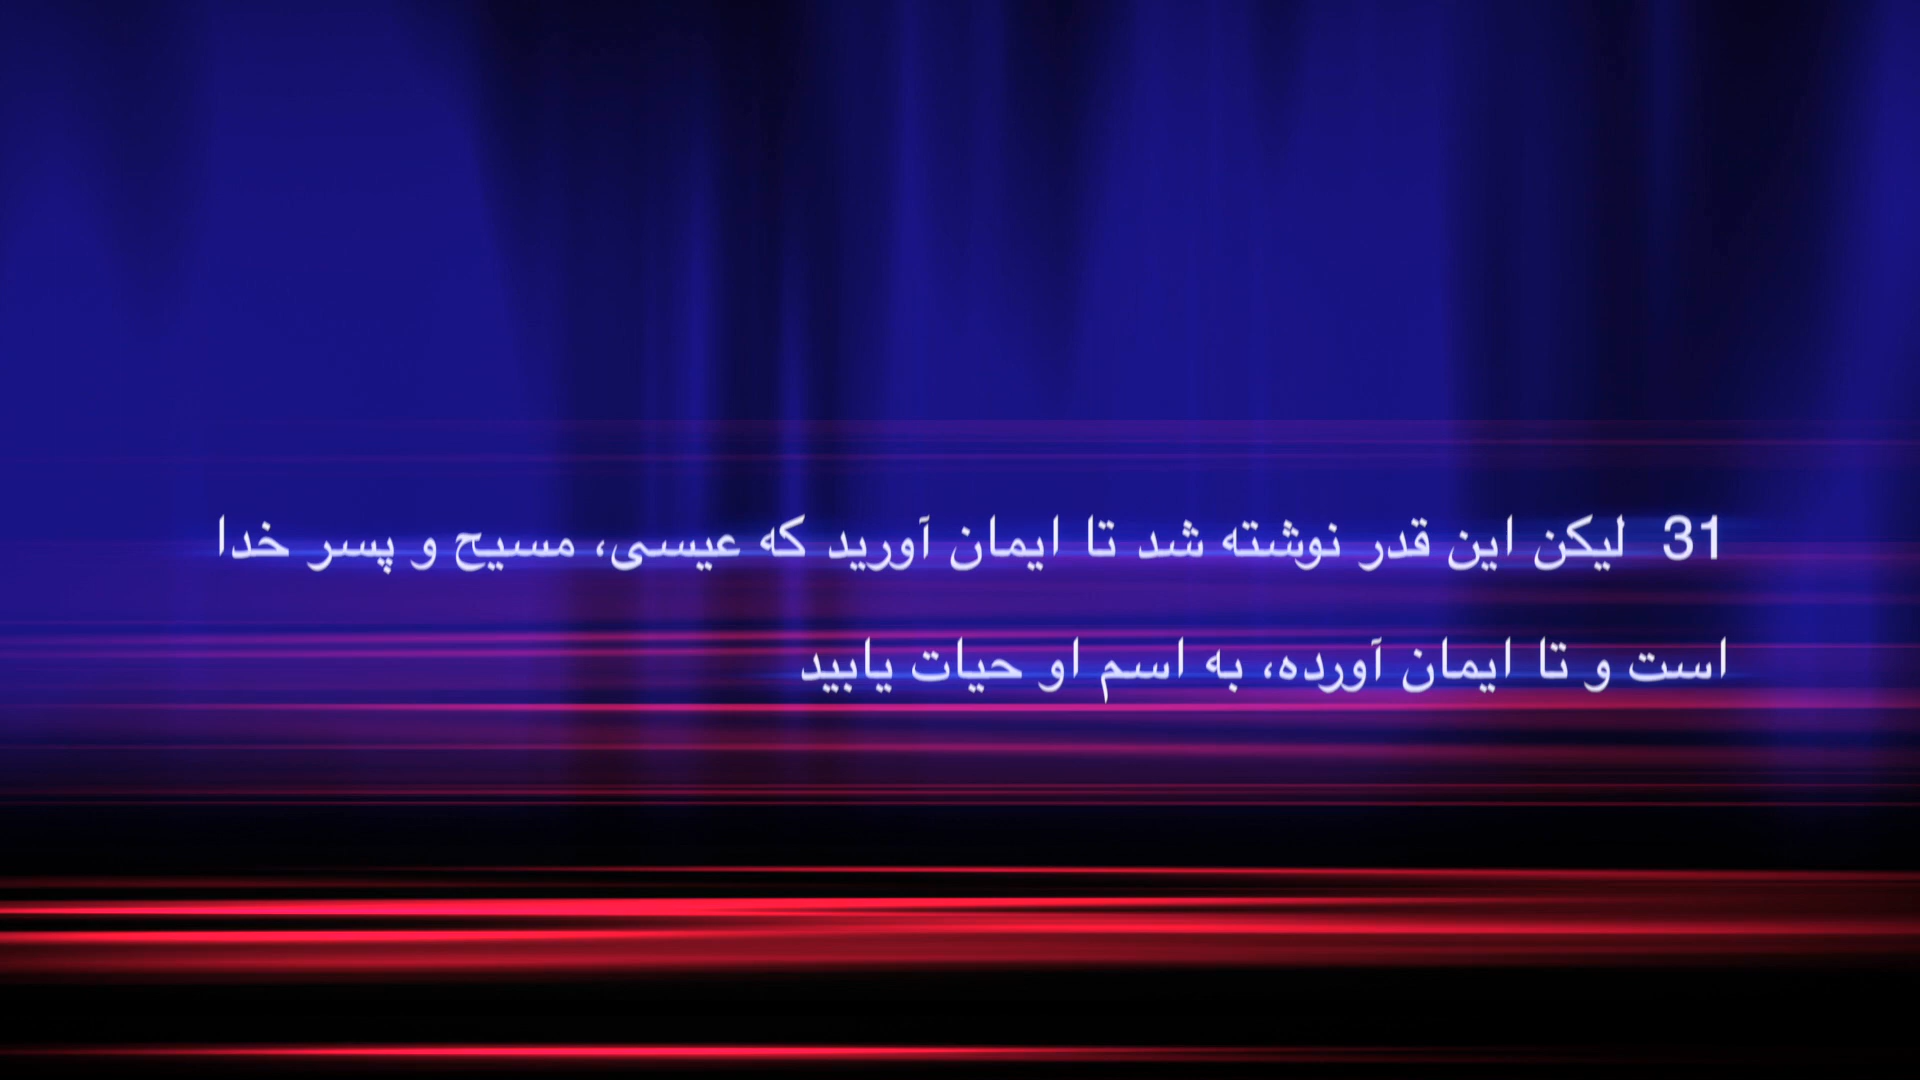 31 لیکن این قدر نوشته شد تا ایمان آورید که عیسی، مسیح و پسر خدا
است و تا ایمان آورده، به اسم او حیات یابید